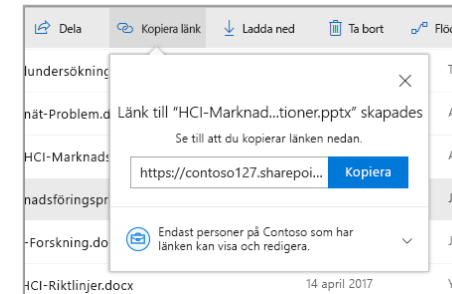 Dela Kopiera länk Ladda ned Ta bort Flöd
lundersökning
nät-Problem.d
Länk till “HCI-Marknad...tioner.pptx” skapades
Se till att du kopierar länken nedan.
HCI-Marknads
https://contoso127.sharepoi... Kopiera
nadsföringspr
Endast personer på Contoso som har
länken kan visa och redigera.
-Forskning.do
HCI-Riktlinjer.docx 14 april 2017